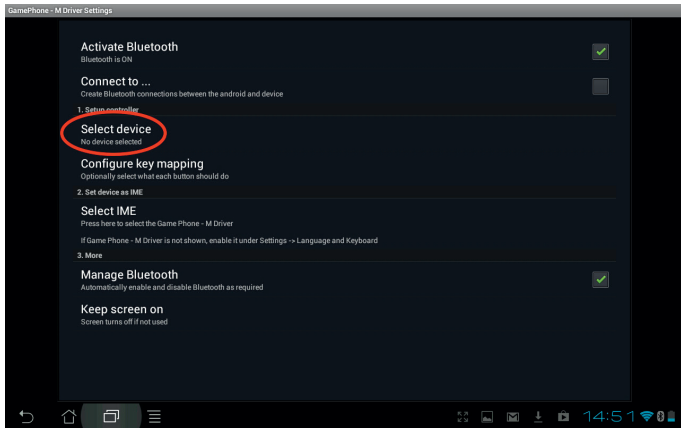 GamePhone - M Driver Settings
Activate Bluetooth
Bluetooth is ON
Connect to ...
Create Bluetooth connections between the android and device
1. Setup controller
Select device
No device selected
Configure key mapping
Optionally select what each button should do
2. Set device as IME
Select IME
Press here to select the Game Phone - M Driver
If Game Phone - M Driver is not shown, enable it under Settings -> Language and Keyboard
3. More
Manage Bluetooth
Automatically enable and disable Bluetooth as required
Keep screen on
Screen turns off if not used
14:51